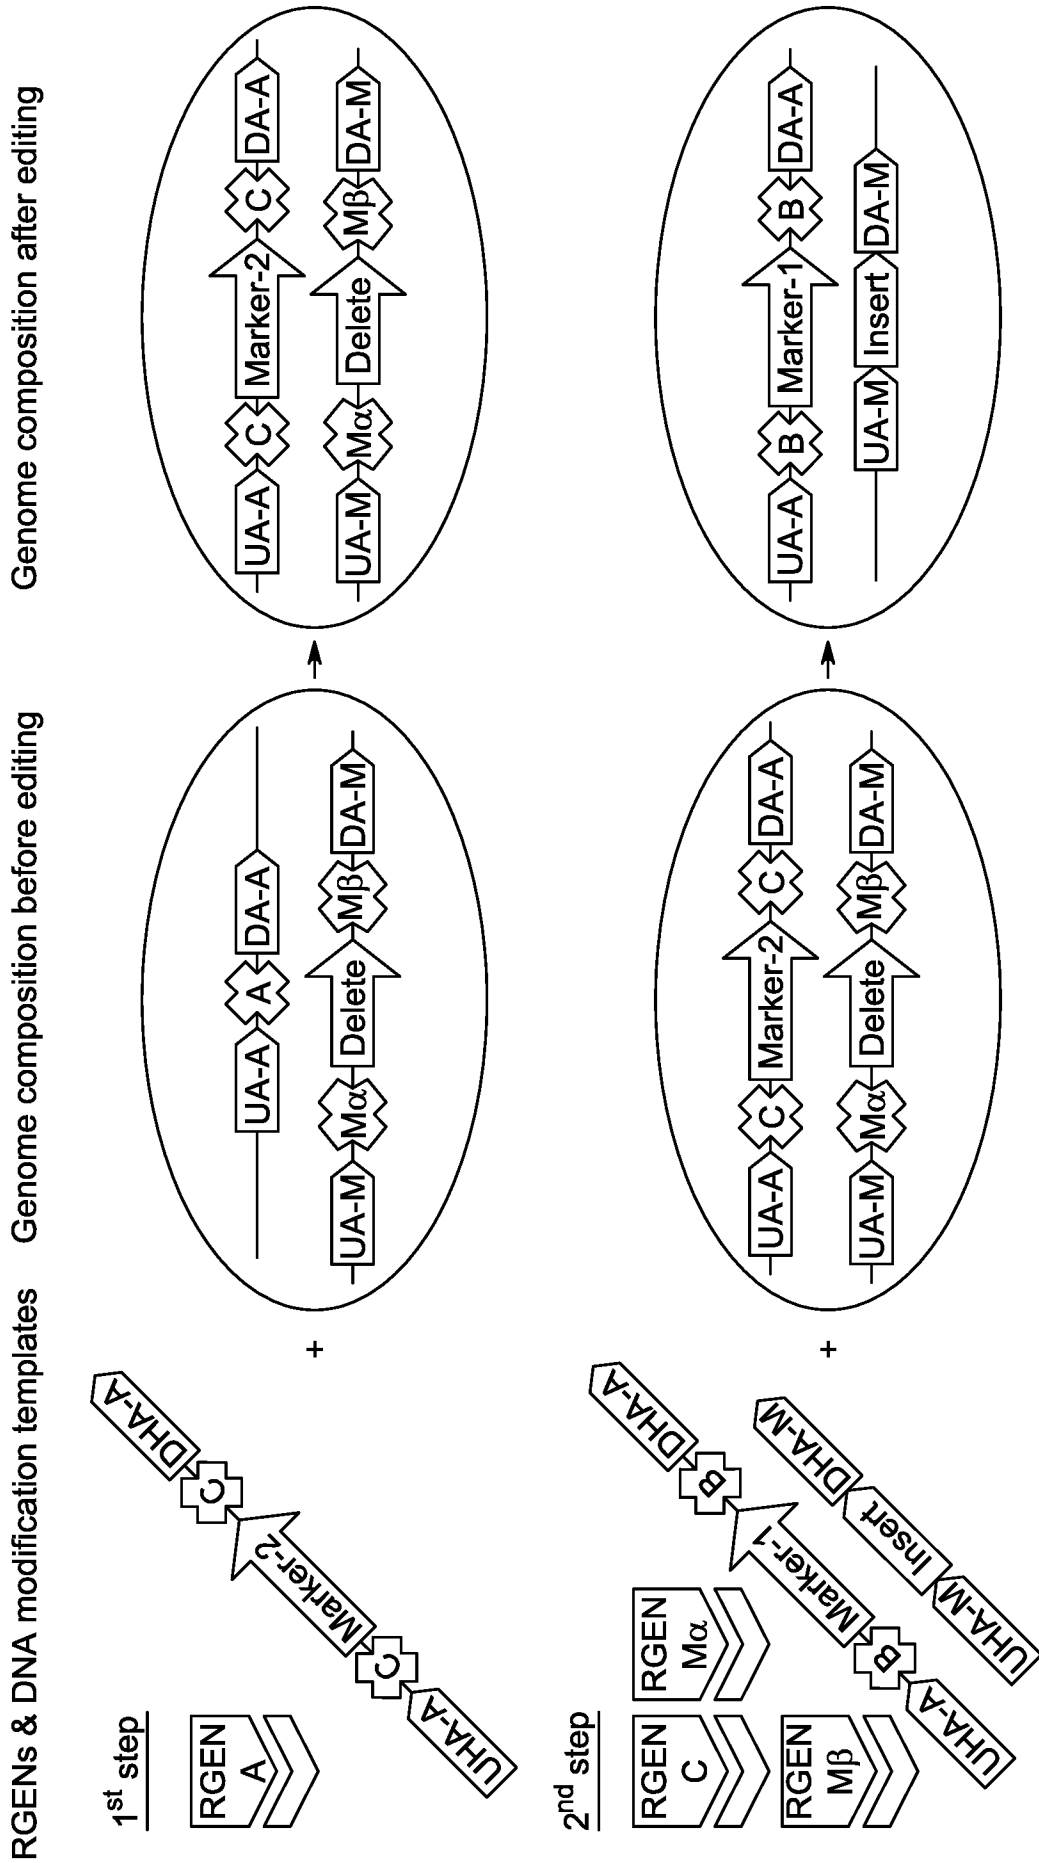 RGENs & DNA modification templates
Genome composition before editing
Genome composition after editing
1st step
RGEN
A
UHA-A
C
Marker-2
C
DHA-A
+
UA-A
A
DA-A
UA-M
Mα
Delete
Mβ
DA-M
UA-A
C
Marker-2
C
DA-A
UA-M
Mα
Delete
Mβ
DA-M
2nd step
RGEN
C
RGEN
Mα
RGEN
Mβ
UHA-A
B
Marker-1
B
DHA-A
UHA-M
Insert
DHA-M
+
UA-A
C
Marker-2
C
DA-A
UA-M
Mα
Delete
Mβ
DA-M
UA-A
B
Marker-1
B
DA-A
UA-M
Insert
DA-M